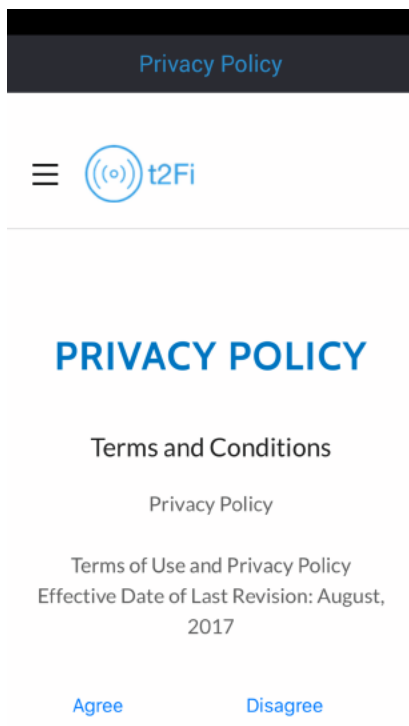 Privacy Policy
t2Fi
PRIVACY POLICY
Terms and Conditions
Privacy Policy
Terms of Use and Privacy Policy
Effective Date of Last Revision: August,
2017
Agree Disagree